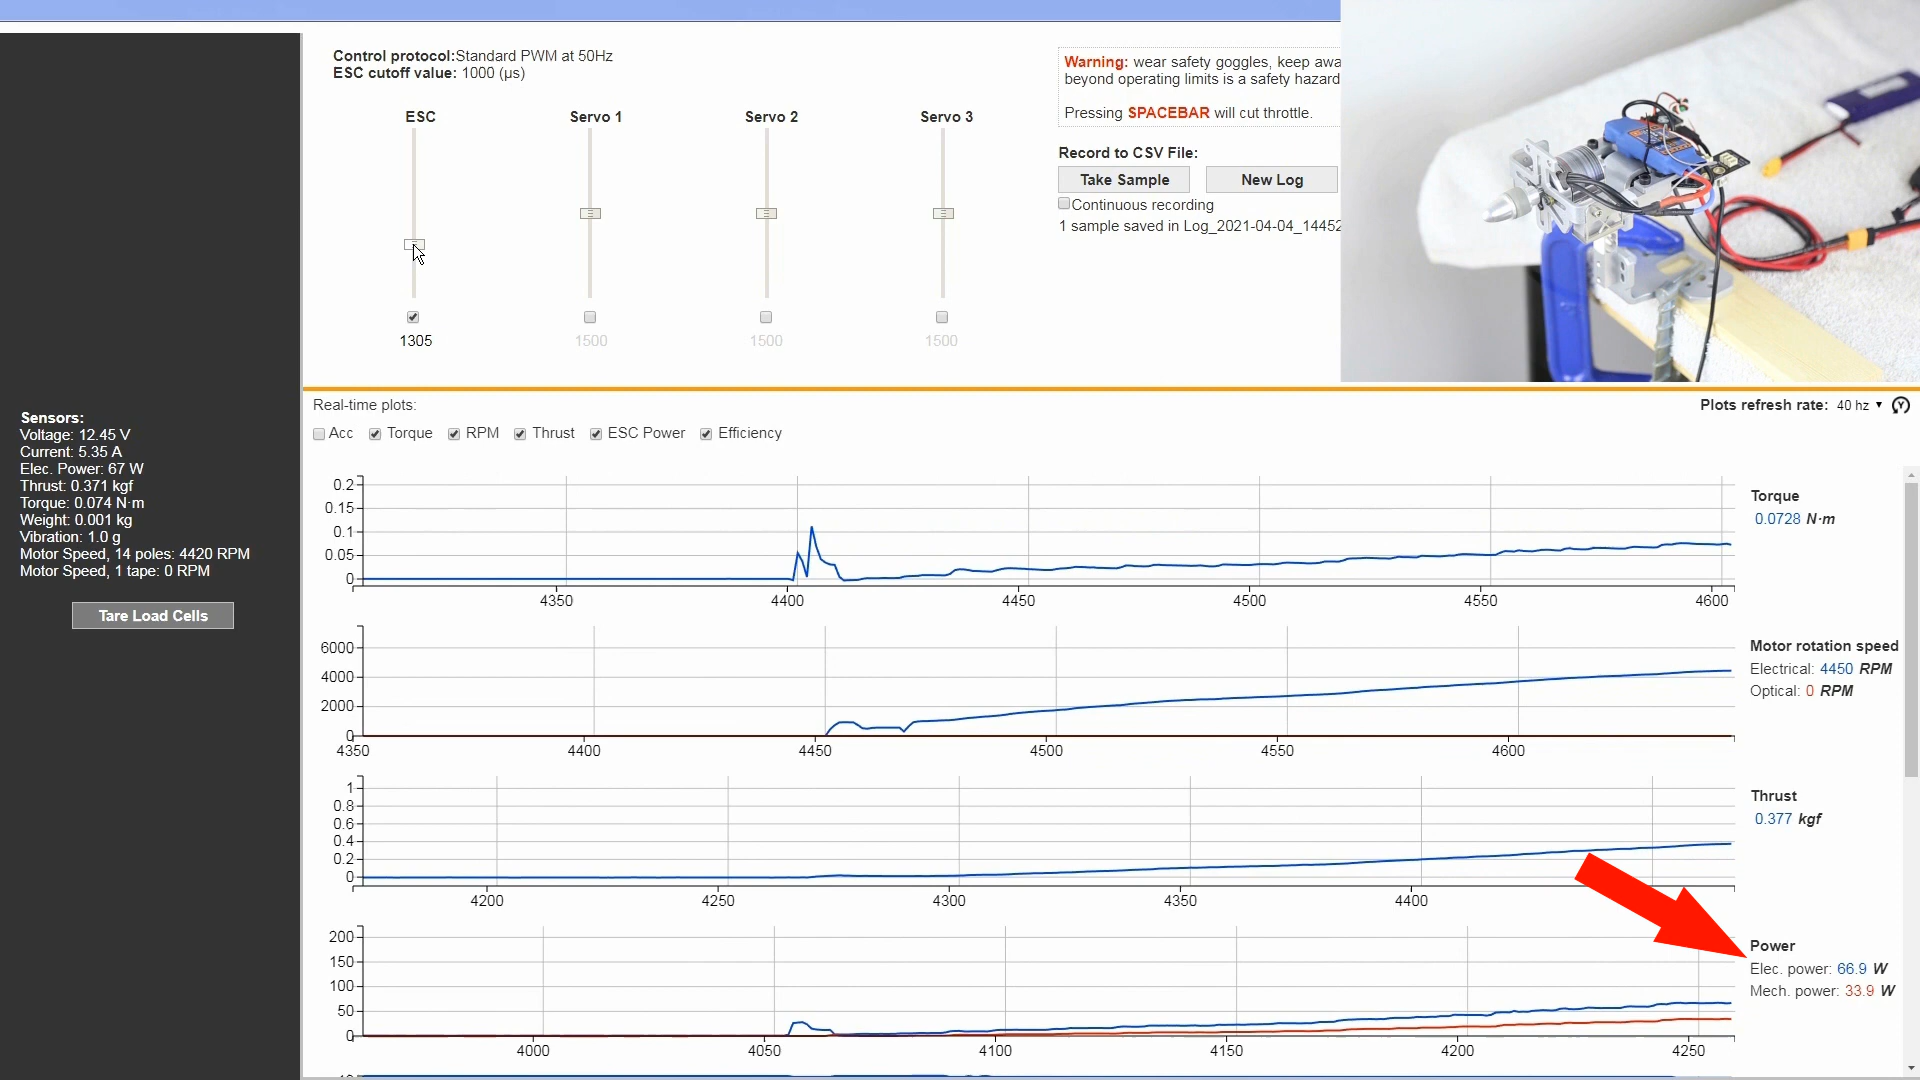 Control protocol:Standard PWM at 50Hz
ESC cutoff value: 1000 (µs)
ESC
Servo 1
Servo 2
Servo 3
1305
1500
1500
1500
Warning: wear safety goggles, keep awa
beyond operating limits is a safety hazard
Pressing SPACEBAR will cut throttle.
Record to CSV File:
Take Sample
New Log
Continuous recording
1 sample saved in Log_2021-04-04_14452
Sensors:
Voltage: 12.45 V
Current: 5.35 A
Elec. Power: 67 W
Thrust: 0.371 kgf
Torque: 0.074 N·m
Weight: 0.001 kg
Vibration: 1.0 g
Motor Speed, 14 poles: 4420 RPM
Motor Speed, 1 tape: 0 RPM
Tare Load Cells
Real-time plots:
Plots refresh rate: 40 hz
Acc Torque RPM Thrust ESC Power Efficiency
0.2
0.15
0.1
0.05
0
4350 4400 4450 4500 4550 4600
Torque
0.0728 N·m
6000
4000
2000
0
4350 4400 4450 4500 4550 4600
Motor rotation speed
Electrical: 4450 RPM
Optical: 0 RPM
1
0.8
0.6
0.4
0.2
0
4200 4250 4300 4350 4400
Thrust
0.377 kgf
200
150
100
50
0
4000 4050 4100 4150 4200 4250
Power
Elec. power: 66.9 W
Mech. power: 33.9 W